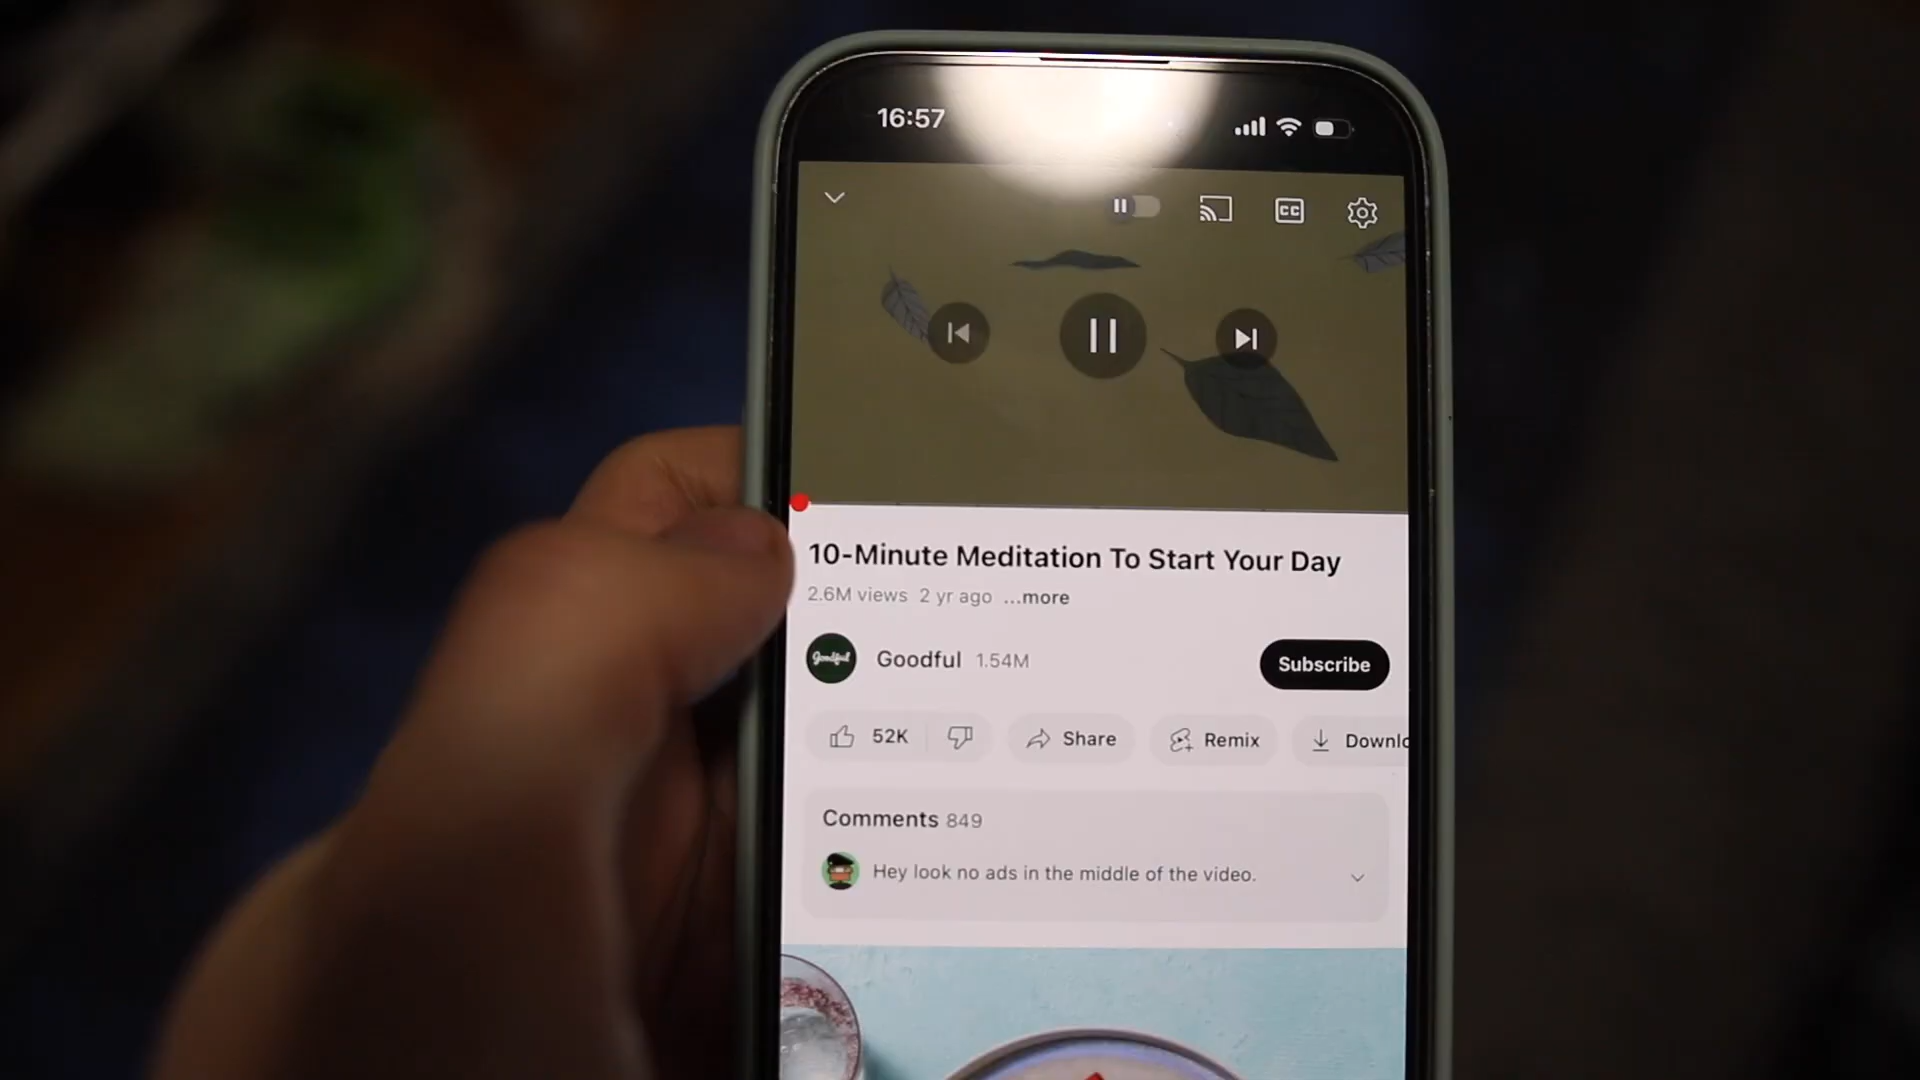 16:57
CC
10-Minute Meditation To Start Your Day
2.6M views 2 yr ago ...more
Goodful
Goodful 1.54M
Subscribe
52K
Share
Remix
Downlo
Comments 849
Hey look no ads in the middle of the video.